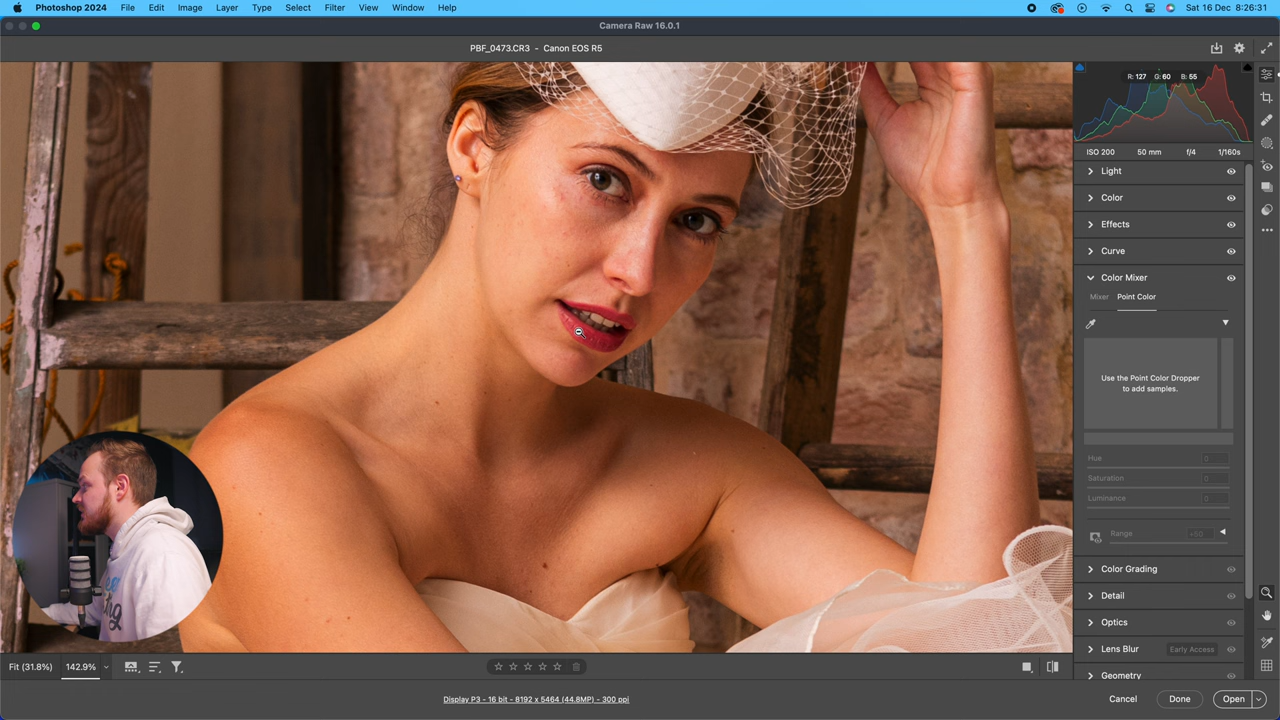 Photoshop 2024 File Edit Image Layer Type Select Filter View Window Help Sat 16 Dec 8:26:31
Camera Raw 16.0.1
PBF_0473.CR3 - Canon EOS R5
R: 127 G: 60 B: 55
ISO 200 50 mm f/4 1/160s
Light
Color
Effects
Curve
Color Mixer
Mixer Point Color
Use the Point Color Dropper
to add samples.
Hue 0
Saturation 0
Luminance 0
Range +50
Color Grading
Detail
Optics
Lens Blur Early Access
Geometry
Fit (31.8%) 142.9%
Display P3 - 16 bit - 8192 x 5464 (44.8MP) - 300 ppi
Cancel Done Open